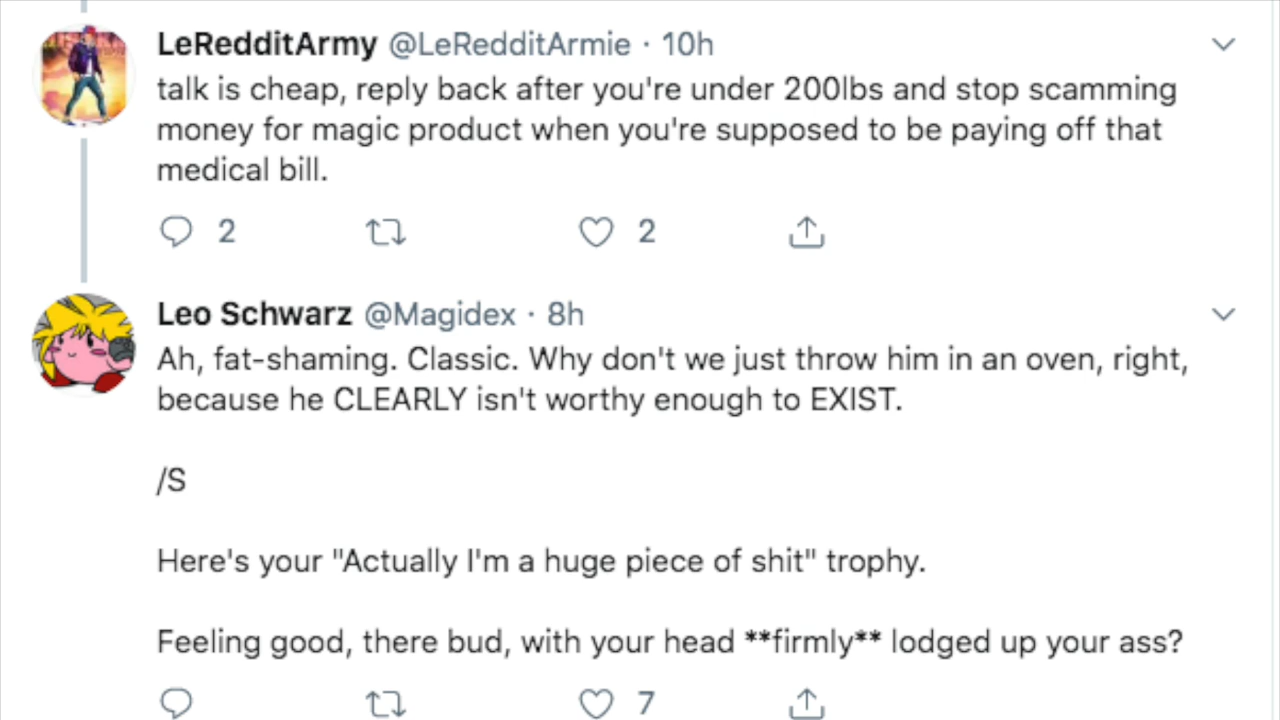 LeRedditArmy @LeRedditArmie · 10h
talk is cheap, reply back after you're under 200lbs and stop scamming
money for magic product when you're supposed to be paying off that
medical bill.
2 2
Leo Schwarz @Magidex · 8h
Ah, fat-shaming. Classic. Why don't we just throw him in an oven, right,
because he CLEARLY isn't worthy enough to EXIST.
/S
Here's your "Actually I'm a huge piece of shit" trophy.
Feeling good, there bud, with your head **firmly** lodged up your ass?
7